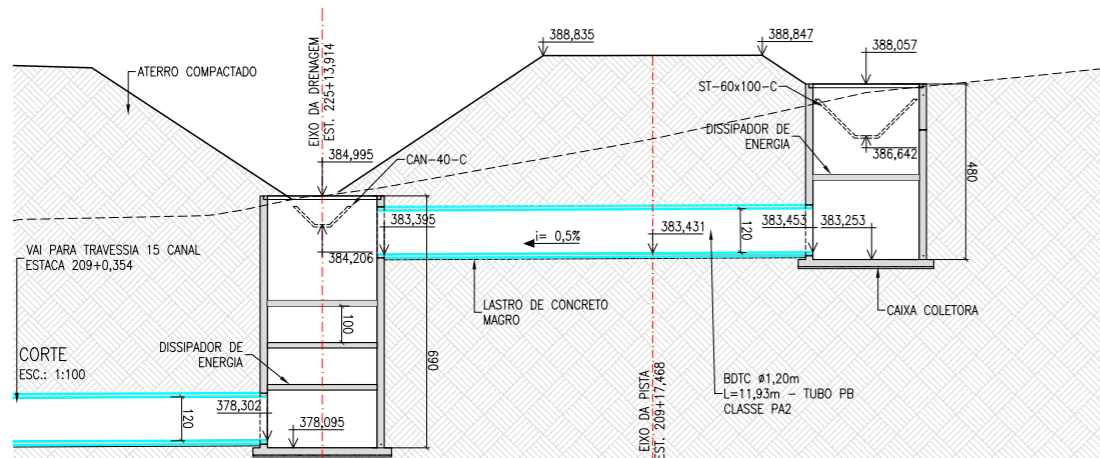 ATERRO COMPACTADO
EIXO DA DRENAGEM
EST. 225+13,914
384,995
CAN-40-C
388,835
388,847
388,057
ST-60x100-C
DISSIPADOR DE
ENERGIA
386,642
480
383,395
384,206
i= 0,5%
383,431
120
383,453
383,253
VAI PARA TRAVESSIA 15 CANAL
ESTACA 209+0,354
LASTRO DE CONCRETO
MAGRO
CAIXA COLETORA
100
690
CORTE
ESC.: 1:100
DISSIPADOR DE
ENERGIA
EIXO DA PISTA
EST. 209+17,468
BDTC ø1,20m
L=11,93m - TUBO PB
CLASSE PA2
120
378,302
378,095